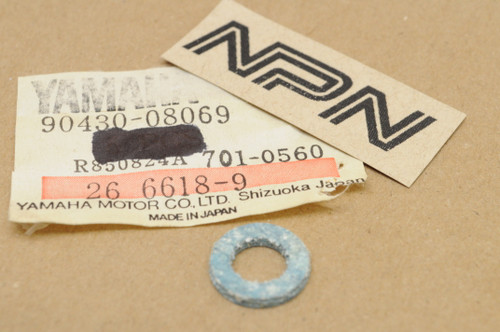 NPN
YAMAHA
90430-08069
R850824A 701-0560
26 6618-9
YAMAHA MOTOR CO., LTD. Shizuoka Japan
MADE IN JAPAN